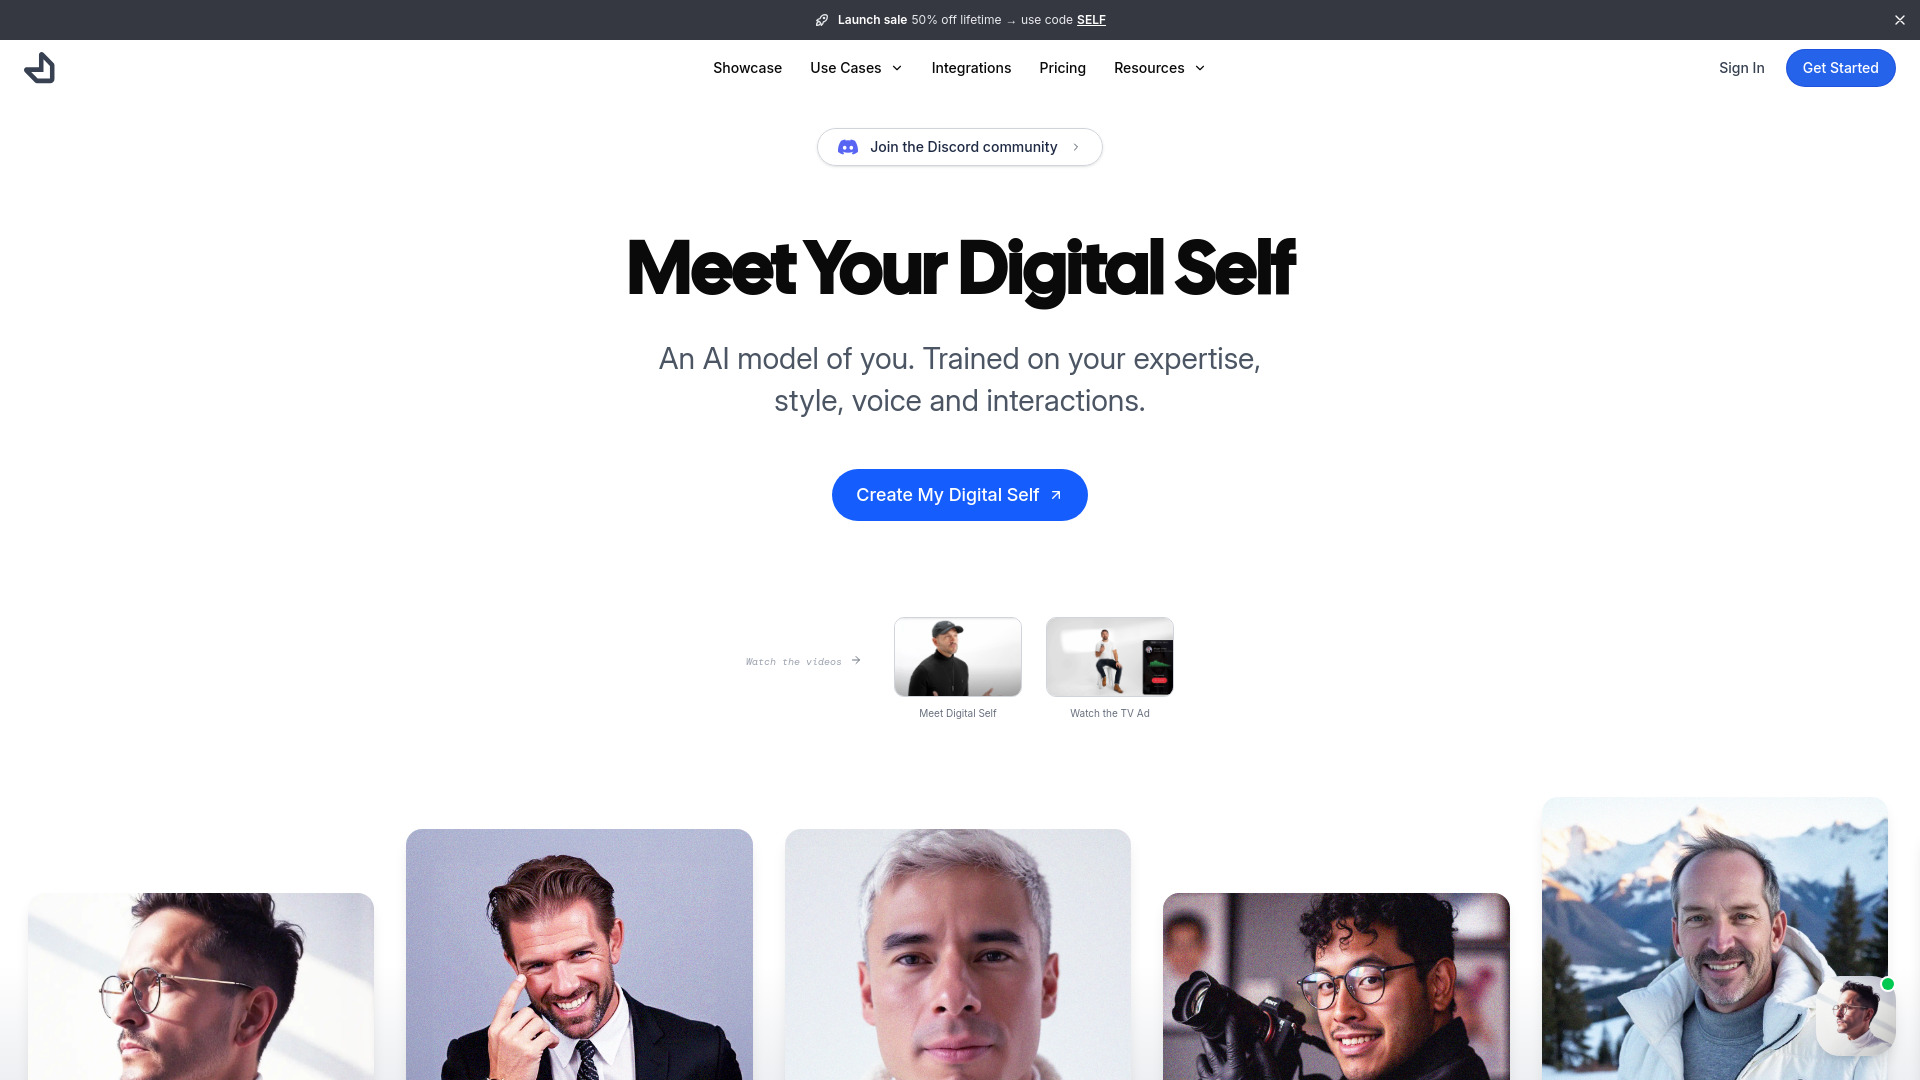 Launch sale 50% off lifetime → use code SELF
Showcase Use Cases Integrations Pricing Resources
Sign In Get Started
Join the Discord community
Meet Your Digital Self
An AI model of you. Trained on your expertise,
style, voice and interactions.
Create My Digital Self
Watch the videos
Meet Digital Self Watch the TV Ad